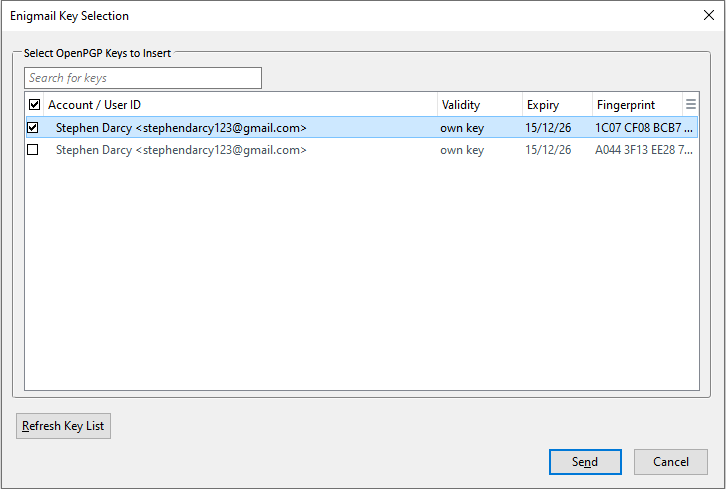 Enigmail Key Selection
Select OpenPGP Keys to Insert
Search for keys
Account / User ID Validity Expiry Fingerprint
Stephen Darcy <stephendarcy123@gmail.com> own key 15/12/26 1C07 CF08 BCB7 ...
Stephen Darcy <stephendarcy123@gmail.com> own key 15/12/26 A044 3F13 EE28 7...
Refresh Key List
Send Cancel